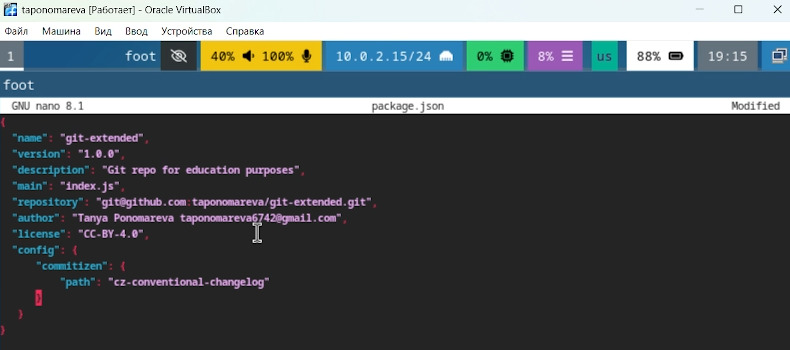 taponomareva [Работает] - Oracle VirtualBox
Файл Машина Вид Ввод Устройства Справка
1 foot 40% 100% 10.0.2.15/24 0% 8% us 88% 19:15
foot
GNU nano 8.1 package.json Modified
{
"name": "git-extended",
"version": "1.0.0",
"description": "Git repo for education purposes",
"main": "index.js",
"repository": "git@github.com:taponomareva/git-extended.git",
"author": "Tanya Ponomareva taponomareva6742@gmail.com",
"license": "CC-BY-4.0",
"config": {
"commitizen": {
"path": "cz-conventional-changelog"
}
}
}